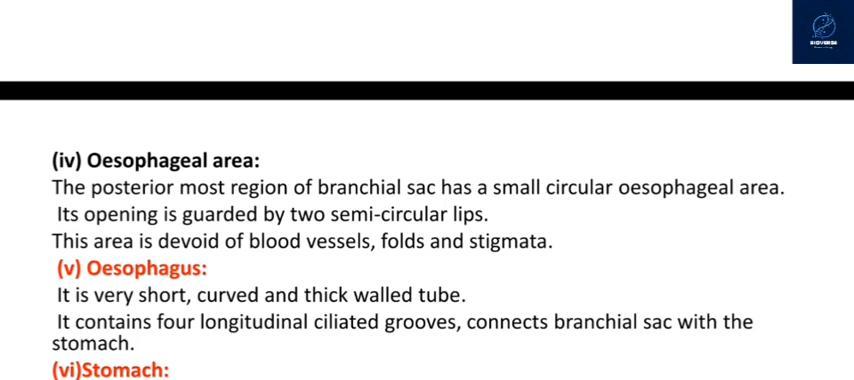 BIOVERSE
(iv) Oesophageal area:
The posterior most region of branchial sac has a small circular oesophageal area.
Its opening is guarded by two semi-circular lips.
This area is devoid of blood vessels, folds and stigmata.
(v) Oesophagus:
It is very short, curved and thick walled tube.
It contains four longitudinal ciliated grooves, connects branchial sac with the
stomach.
(vi)Stomach: